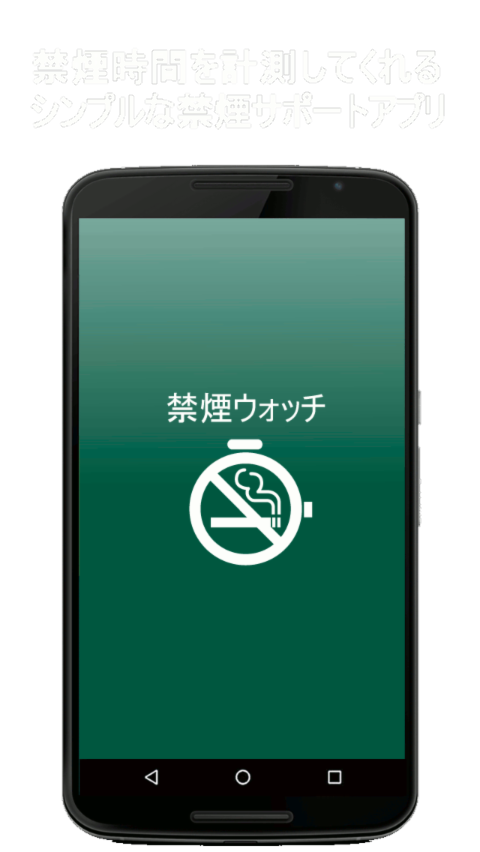 禁煙時間を計測してくれる
シンプルな禁煙サポートアプリ
禁煙ウォッチ